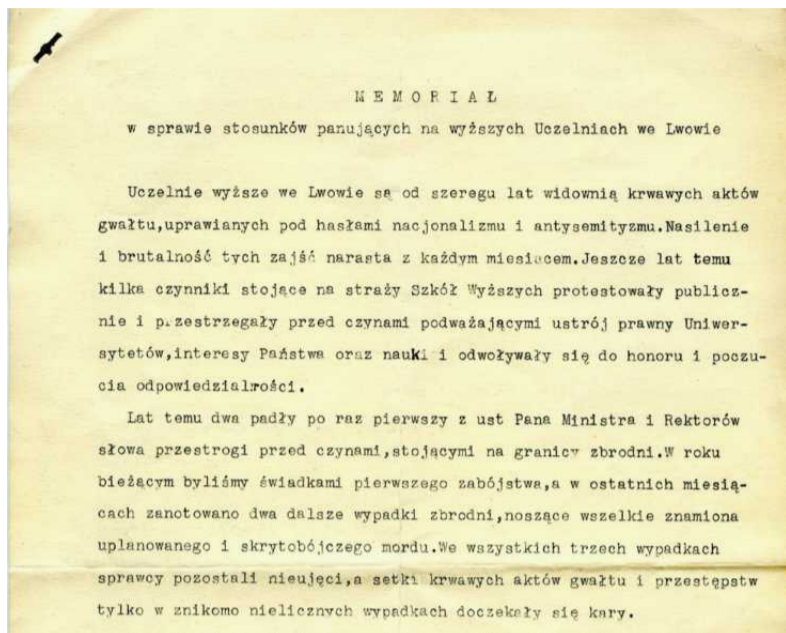 M E M O R I A Ł
w sprawie stosunków panujących na wyższych Uczelniach we Lwowie
Uczelnie wyższe we Lwowie są od szeregu lat widownią krwawych aktów
gwałtu,uprawianych pod hasłami nacjonalizmu i antysemityzmu.Nasilenie
i brutalność tych zajść narasta z każdym miesiacem.Jeszcze lat temu
kilka czynniki stojące na straży Szkół Wyższych protestowały publicz-
nie i przestrzegały przed czynami podważającymi ustrój prawny Uniwer-
sytetów,interesy Państwa oraz nauki i odwoływały się do honoru i poczu-
cia odpowiedzialności.
Lat temu dwa padły po raz pierwszy z ust Pana Ministra i Rektorów
słowa przestrogi przed czynami,stojącymi na granicy zbrodni.W roku
bieżącym byliśmy świadkami pierwszego zabójstwa,a w ostatnich miesią-
cach zanotowano dwa dalsze wypadki zbrodni,noszące wszelkie znamiona
uplanowanego i skrytobójczego mordu.We wszystkich trzech wypadkach
sprawcy pozostali nieujęci,a setki krwawych aktów gwałtu i przestępstw
tylko w znikomo nielicznych wypadkach doczekały się kary.